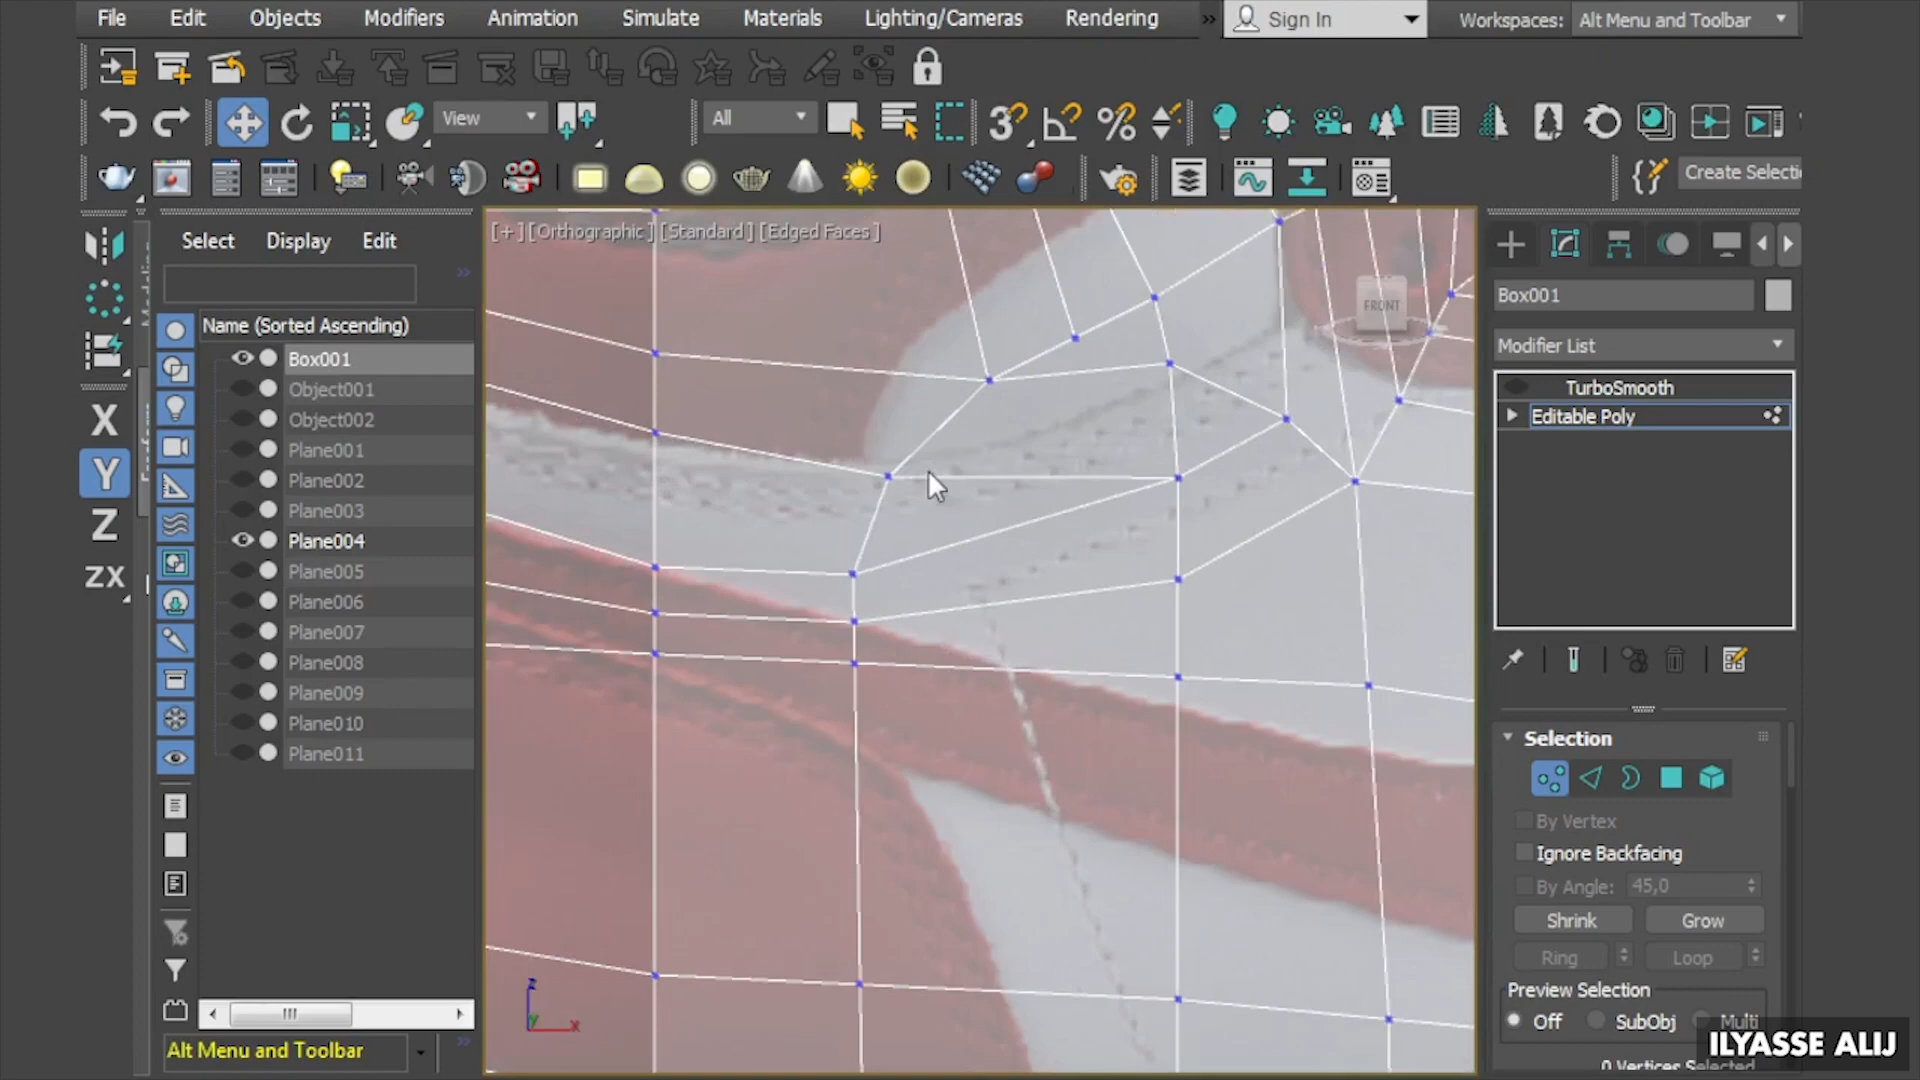 File Edit Objects Modifiers Animation Simulate Materials Lighting/Cameras Rendering » Sign In Workspaces: Alt Menu and Toolbar
View All
Create Selecti
Select Display Edit
[+][Orthographic][Standard][Edged Faces]
FRONT
Box001
Name (Sorted Ascending)
Modifier List
Box001
Object001
Object002
Plane001
Plane002
Plane003
Plane004
Plane005
Plane006
Plane007
Plane008
Plane009
Plane010
Plane011
X
Y
Z
ZX
TurboSmooth
Editable Poly
Selection
By Vertex
Ignore Backfacing
By Angle: 45,0
Shrink Grow
Ring Loop
Preview Selection
Off SubObj Multi
0 Vertices Selected
z
y x
Alt Menu and Toolbar
ILYASSE ALIJ